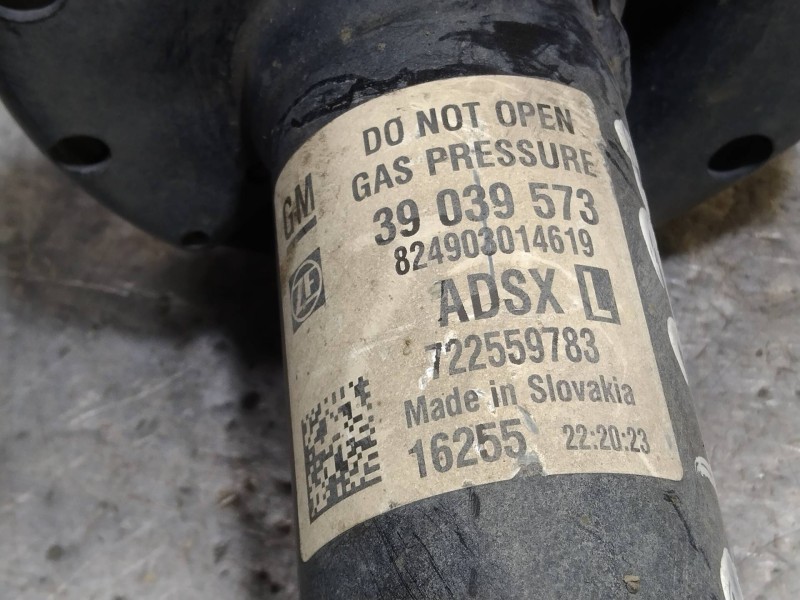 DO NOT OPEN
GAS PRESSURE
GM
39 039 573
824903014619
ZF
ADSX L
722559783
Made in Slovakia
16255 22:20:23